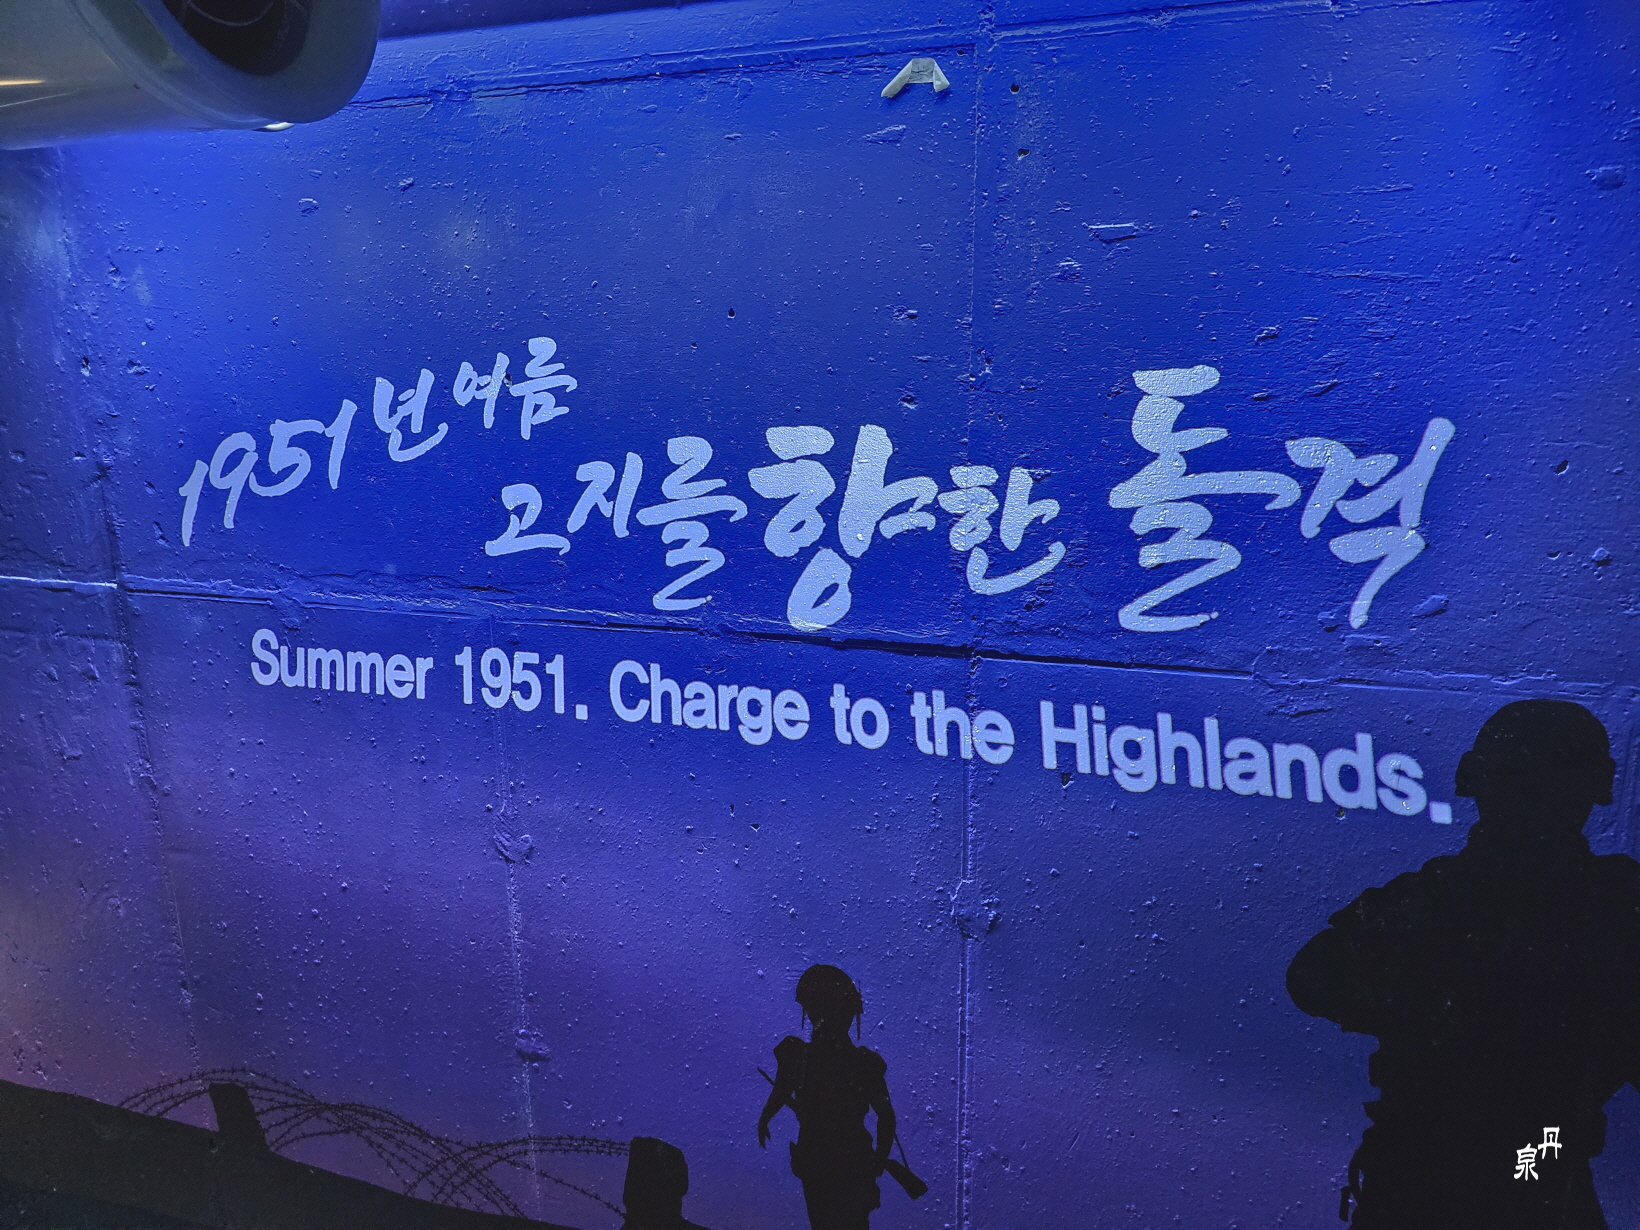 1951년 여름
고지를 향한 돌격
Summer 1951. Charge to the Highlands.
丹
泉